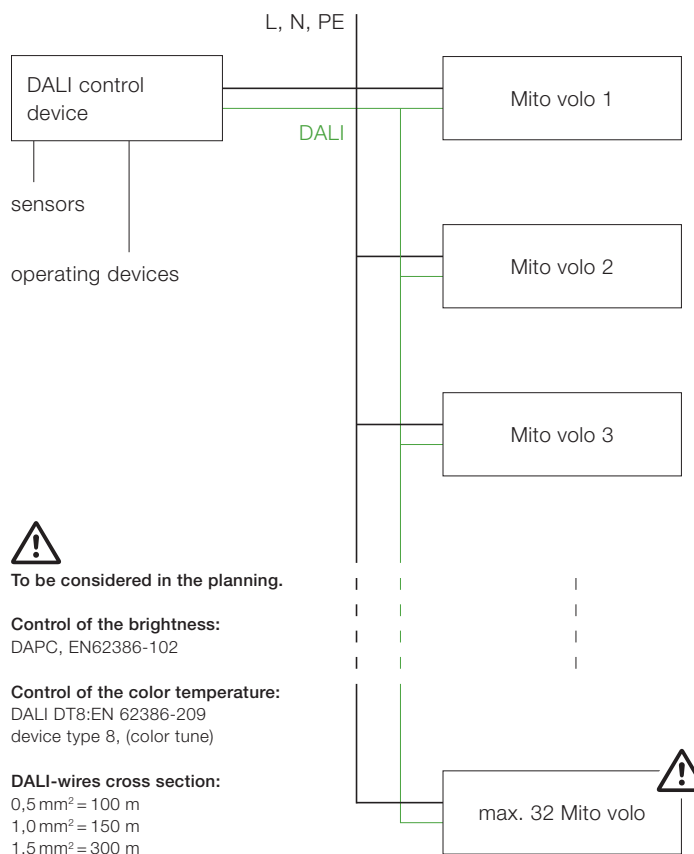 L, N, PE
DALI control
device
Mito volo 1
DALI
sensors
Mito volo 2
operating devices
Mito volo 3
To be considered in the planning.
Control of the brightness:
DAPC, EN62386-102
Control of the color temperature:
DALI DT8:EN 62386-209
device type 8, (color tune)
DALI-wires cross section:
0,5 mm² = 100 m
1,0 mm² = 150 m
1,5 mm² = 300 m
max. 32 Mito volo